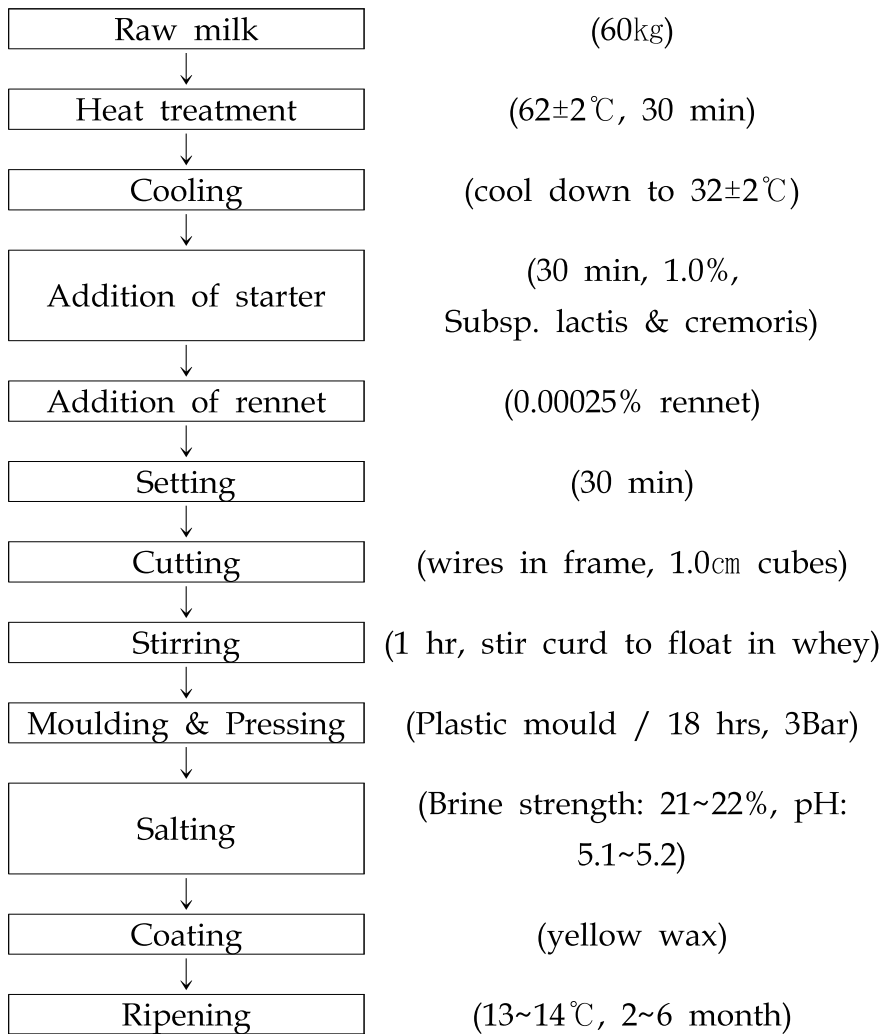 Raw milk (60㎏)
Heat treatment (62±2℃, 30 min)
Cooling (cool down to 32±2℃)
Addition of starter (30 min, 1.0%,
Subsp. lactis & cremoris)
Addition of rennet (0.00025% rennet)
Setting (30 min)
Cutting (wires in frame, 1.0㎝ cubes)
Stirring (1 hr, stir curd to float in whey)
Moulding & Pressing (Plastic mould / 18 hrs, 3Bar)
Salting (Brine strength: 21~22%, pH:
5.1~5.2)
Coating (yellow wax)
Ripening (13~14℃, 2~6 month)